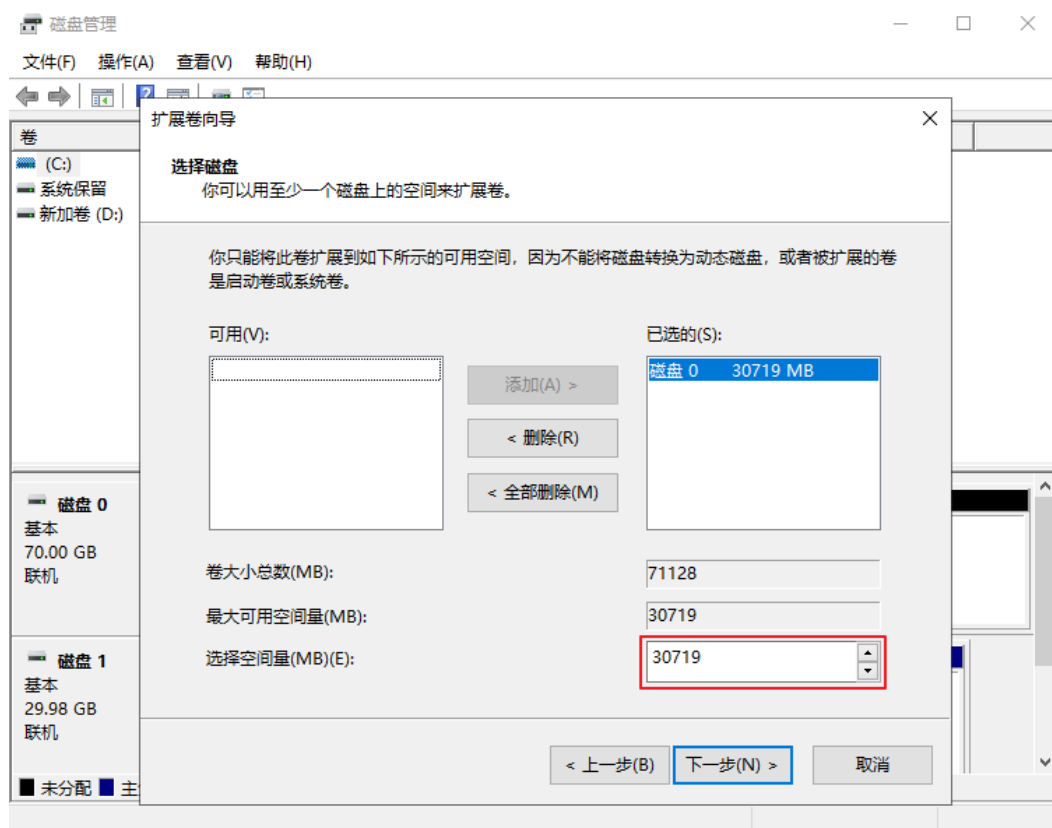 磁盘管理
文件(F) 操作(A) 查看(V) 帮助(H)
扩展卷向导
卷
选择磁盘
(C:)
你可以用至少一个磁盘上的空间来扩展卷。
系统保留
新加卷 (D:)
你只能将此卷扩展到如下所示的可用空间，因为不能将磁盘转换为动态磁盘，或者被扩展的卷
是启动卷或系统卷。
可用(V):
已选的(S):
磁盘 0 30719 MB
添加(A) >
< 删除(R)
< 全部删除(M)
磁盘 0
基本
70.00 GB
联机
卷大小总数(MB): 71128
最大可用空间量(MB): 30719
选择空间量(MB)(E): 30719
磁盘 1
基本
29.98 GB
联机
< 上一步(B) 下一步(N) > 取消
未分配 主